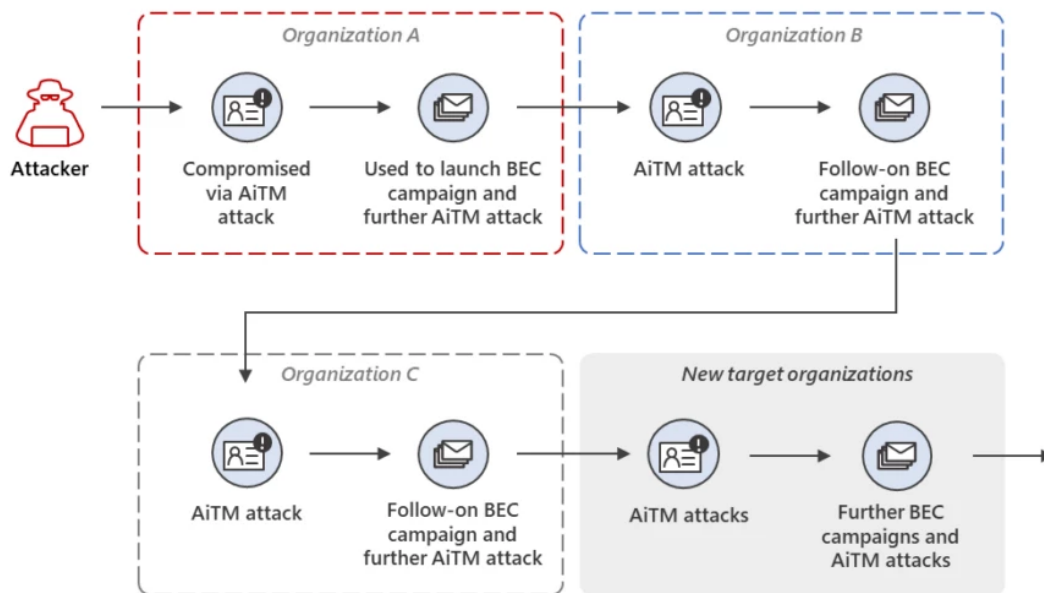 Organization A
Organization B
Attacker
Compromised
via AiTM
attack
Used to launch BEC
campaign and
further AiTM attack
AiTM attack
Follow-on BEC
campaign and
further AiTM attack
Organization C
New target organizations
AiTM attack
Follow-on BEC
campaign and
further AiTM attack
AiTM attacks
Further BEC
campaigns and
AiTM attacks